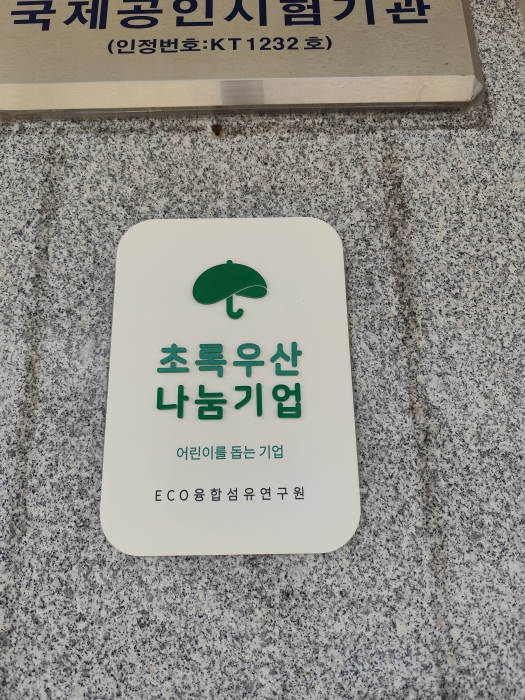 국제공인시험기관
(인정번호:KT1232호)
초록우산
나눔기업
어린이를 돕는 기업
ECO융합섬유연구원